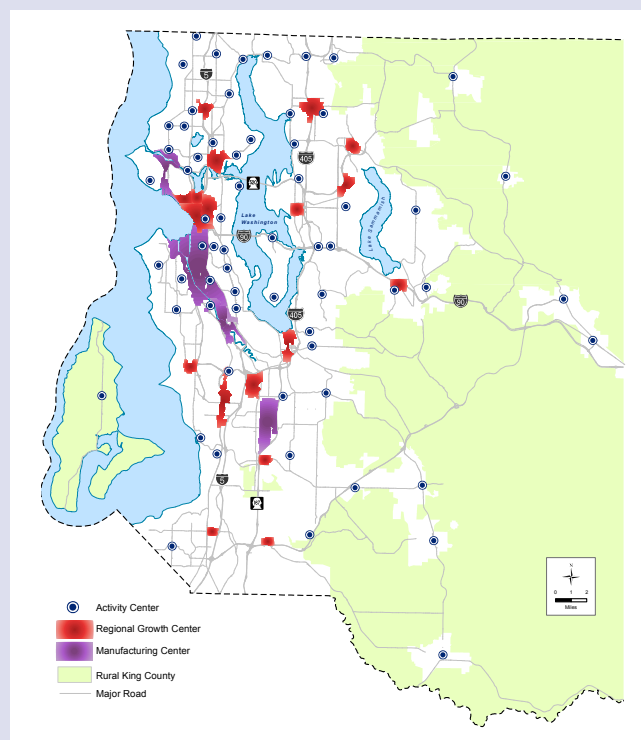 5
405
Lake
Washington
90
Lake Sammamish
90
405
5
167
N
0 1 2
Miles
Activity Center
Regional Growth Center
Manufacturing Center
Rural King County
Major Road